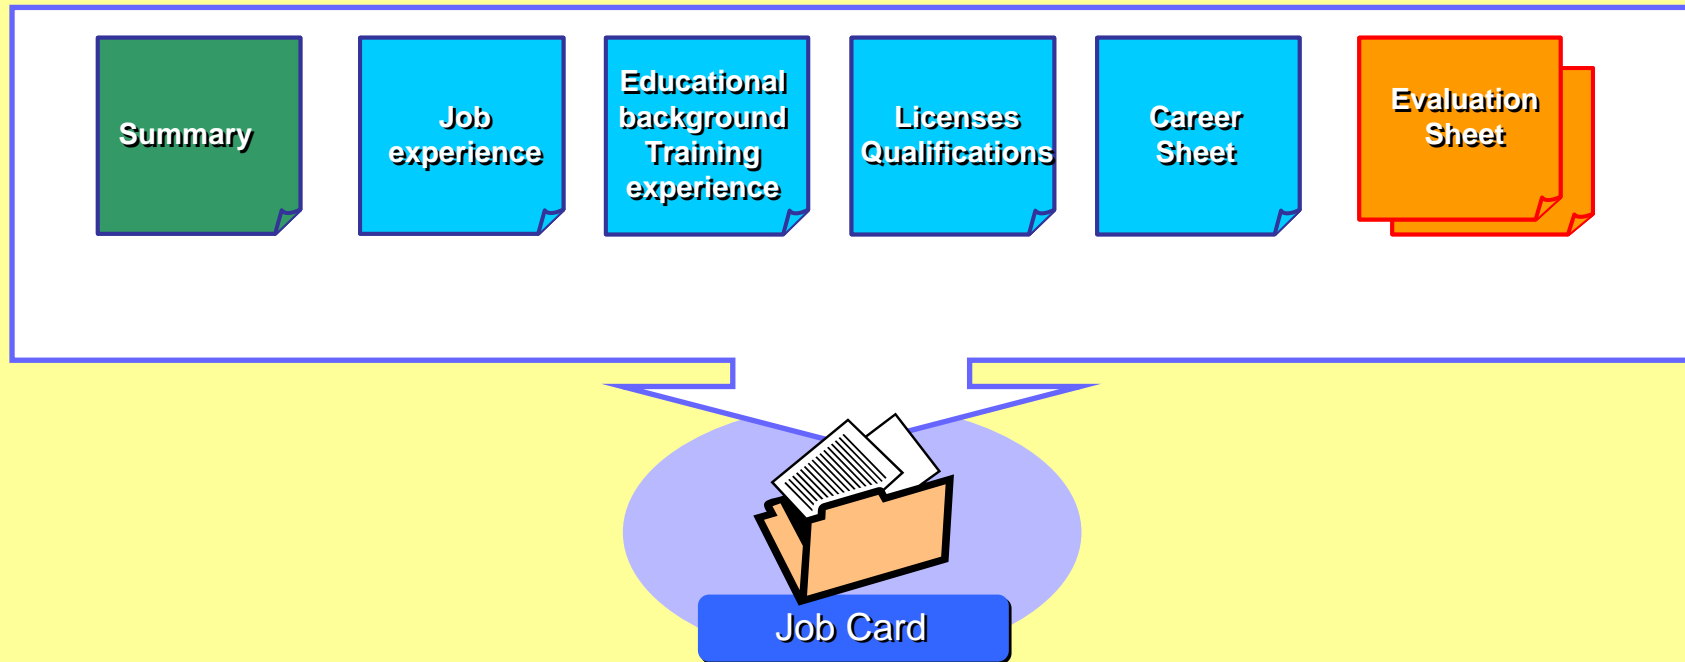 Summary
Job
experience
Educational
background
Training
experience
Licenses
Qualifications
Career
Sheet
Evaluation
Sheet
Job Card